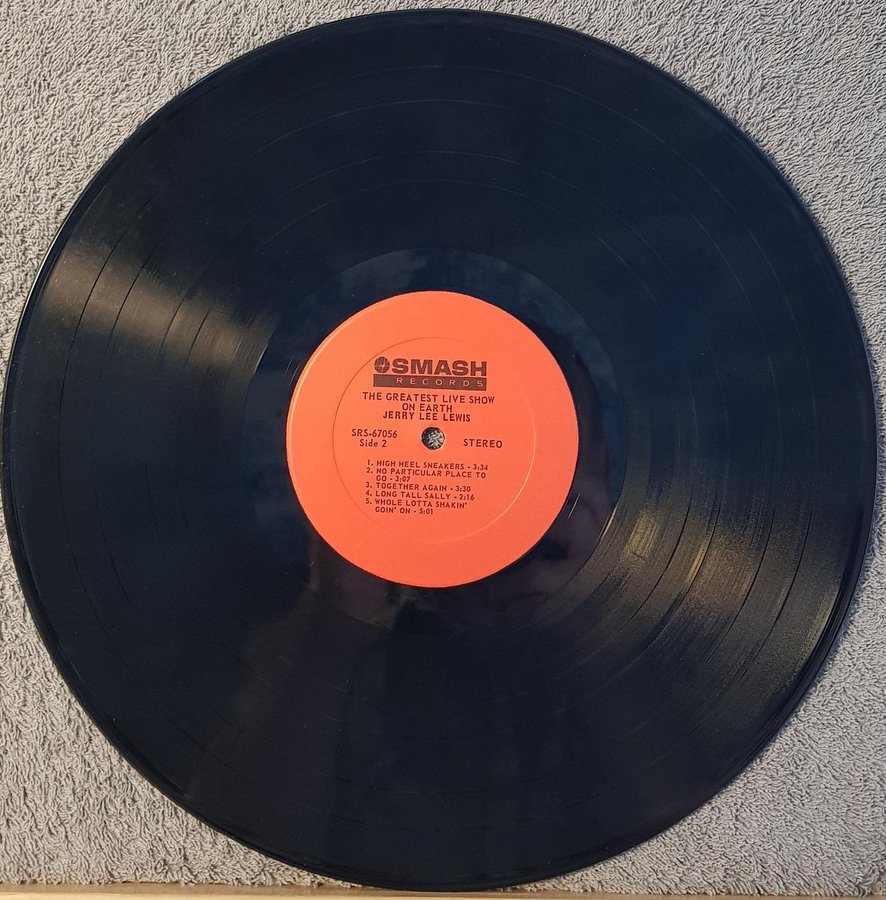 SMASH
RECORDS
THE GREATEST LIVE SHOW
ON EARTH
JERRY LEE LEWIS
SRS-67056
Side 2
STEREO
1. HIGH HEEL SNEAKERS - 3:34
2. NO PARTICULAR PLACE TO
GO - 3:07
3. TOGETHER AGAIN - 3:30
4. LONG TALL SALLY - 2:16
5. WHOLE LOTTA SHAKIN'
GOIN' ON - 5:01